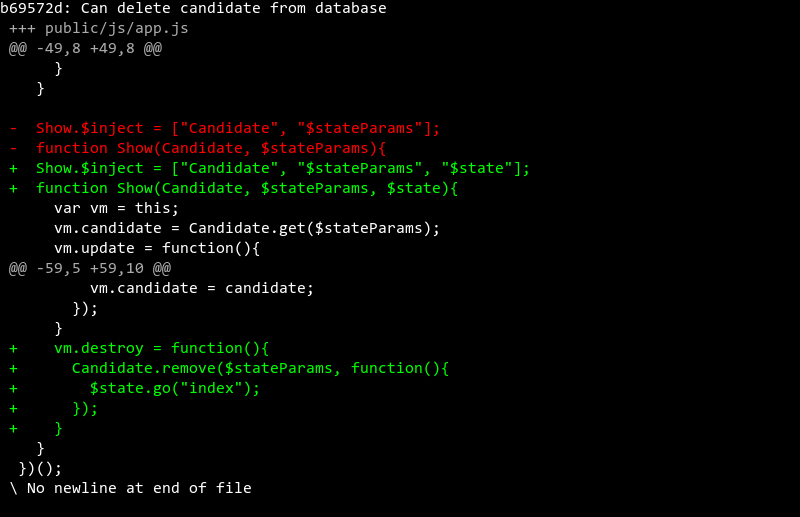 b69572d: Can delete candidate from database
+++ public/js/app.js
@@ -49,8 +49,8 @@
     }
   }

-  Show.$inject = ["Candidate", "$stateParams"];
-  function Show(Candidate, $stateParams){
+  Show.$inject = ["Candidate", "$stateParams", "$state"];
+  function Show(Candidate, $stateParams, $state){
     var vm = this;
     vm.candidate = Candidate.get($stateParams);
     vm.update = function(){
@@ -59,5 +59,10 @@
         vm.candidate = candidate;
       });
     }
+    vm.destroy = function(){
+      Candidate.remove($stateParams, function(){
+        $state.go("index");
+      });
+    }
   }
 })();
\ No newline at end of file